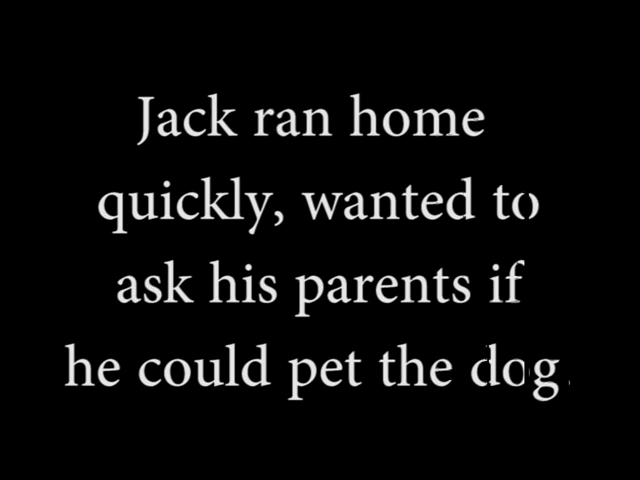 Jack ran home
quickly, wanted to
ask his parents if
he could pet the dog.